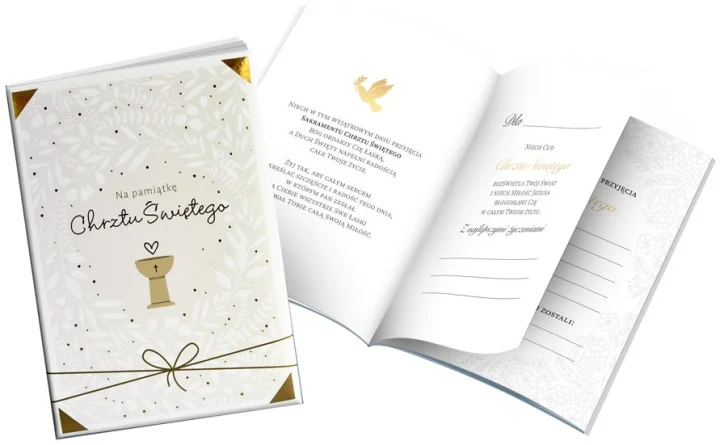 Na pamiątkę
Chrztu Świętego
Niech w tym wyjątkowym dniu przyjęcia
Sakramentu Chrztu Świętego
Bóg obdarzy Cię Łaską,
a Duch Święty napełni radością
całe Twoje życie.
Żyj tak, aby całym sercem
kreślać szczęście i radość tego dnia,
w którym Pan zesłał
a Ciebie wszystkie swe łaski
wał Tobie całą Swoją Miłość.
Dla
Niech Cud
Chrztu Świętego
rozświetla Twój świat
i niech Miłość Jezusa
błogosławi Cię
w całym Twoim życiu.
Z najlepszymi życzeniami
przyjęcia
tego
i zostali: